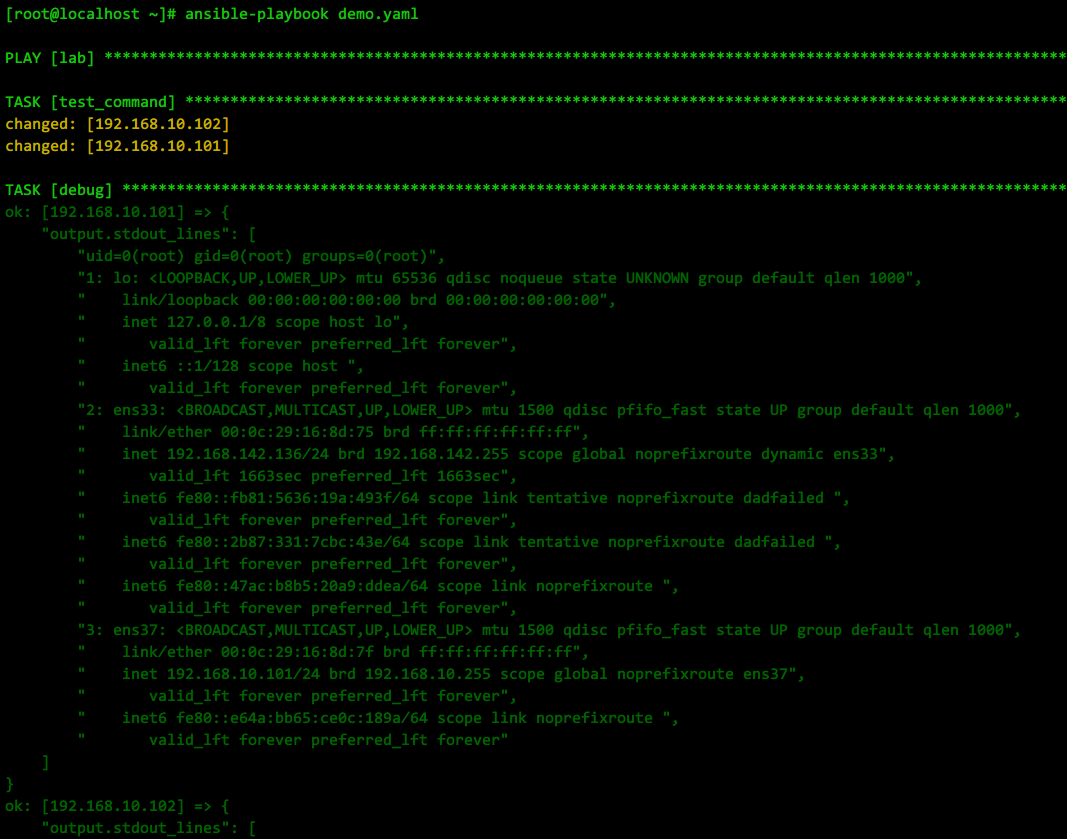 [root@localhost ~]# ansible-playbook demo.yaml
PLAY [lab] ***********************************************************************************************************
TASK [test_command] **************************************************************************************************
changed: [192.168.10.102]
changed: [192.168.10.101]
TASK [debug] *********************************************************************************************************
ok: [192.168.10.101] => {
    "output.stdout_lines": [
        "uid=0(root) gid=0(root) groups=0(root)",
        "1: lo: <LOOPBACK,UP,LOWER_UP> mtu 65536 qdisc noqueue state UNKNOWN group default qlen 1000",
        "    link/loopback 00:00:00:00:00:00 brd 00:00:00:00:00:00",
        "    inet 127.0.0.1/8 scope host lo",
        "       valid_lft forever preferred_lft forever",
        "    inet6 ::1/128 scope host ",
        "       valid_lft forever preferred_lft forever",
        "2: ens33: <BROADCAST,MULTICAST,UP,LOWER_UP> mtu 1500 qdisc pfifo_fast state UP group default qlen 1000",
        "    link/ether 00:0c:29:16:8d:75 brd ff:ff:ff:ff:ff:ff",
        "    inet 192.168.142.136/24 brd 192.168.142.255 scope global noprefixroute dynamic ens33",
        "       valid_lft 1663sec preferred_lft 1663sec",
        "    inet6 fe80::fb81:5636:19a:493f/64 scope link tentative noprefixroute dadfailed ",
        "       valid_lft forever preferred_lft forever",
        "    inet6 fe80::2b87:331:7cbc:43e/64 scope link tentative noprefixroute dadfailed ",
        "       valid_lft forever preferred_lft forever",
        "    inet6 fe80::47ac:b8b5:20a9:ddea/64 scope link noprefixroute ",
        "       valid_lft forever preferred_lft forever",
        "3: ens37: <BROADCAST,MULTICAST,UP,LOWER_UP> mtu 1500 qdisc pfifo_fast state UP group default qlen 1000",
        "    link/ether 00:0c:29:16:8d:7f brd ff:ff:ff:ff:ff:ff",
        "    inet 192.168.10.101/24 brd 192.168.10.255 scope global noprefixroute ens37",
        "       valid_lft forever preferred_lft forever",
        "    inet6 fe80::e64a:bb65:ce0c:189a/64 scope link noprefixroute ",
        "       valid_lft forever preferred_lft forever"
    ]
}
ok: [192.168.10.102] => {
    "output.stdout_lines": [